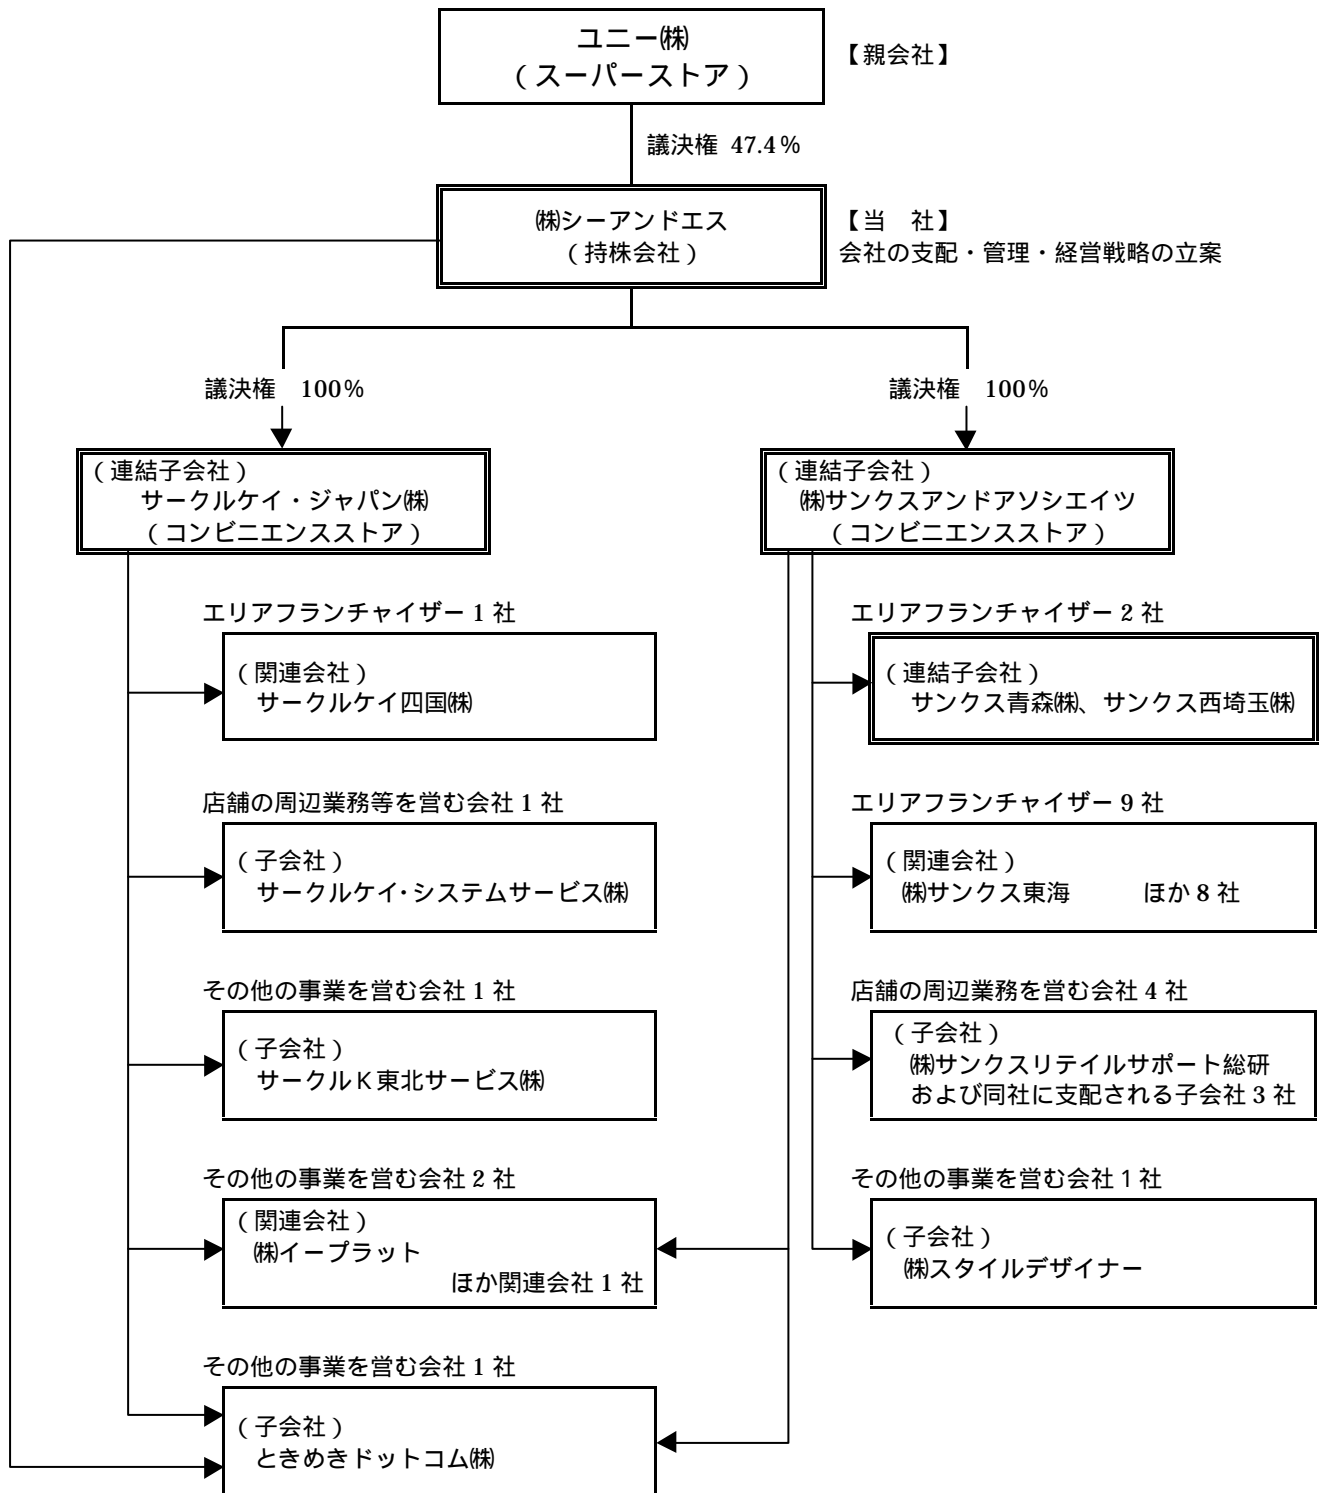 ユニー㈱
(スーパーストア)
【親会社】
議決権 47.4%
㈱シーアンドエス
(持株会社)
【当　社】
会社の支配・管理・経営戦略の立案
議決権　100%
議決権　100%
(連結子会社)
サークルケイ・ジャパン㈱
(コンビニエンスストア)
(連結子会社)
㈱サンクスアンドアソシエイツ
(コンビニエンスストア)
エリアフランチャイザー 1 社
(関連会社)
サークルケイ四国㈱
エリアフランチャイザー 2 社
(連結子会社)
サンクス青森㈱、サンクス西埼玉㈱
店舗の周辺業務等を営む会社 1 社
(子会社)
サークルケイ・システムサービス㈱
エリアフランチャイザー 9 社
(関連会社)
㈱サンクス東海　　ほか 8 社
その他の事業を営む会社 1 社
(子会社)
サークルK東北サービス㈱
店舗の周辺業務を営む会社 4 社
(子会社)
㈱サンクスリテイルサポート総研
および同社に支配される子会社 3 社
その他の事業を営む会社 2 社
(関連会社)
㈱イープラット
ほか関連会社 1 社
その他の事業を営む会社 1 社
(子会社)
㈱スタイルデザイナー
その他の事業を営む会社 1 社
(子会社)
ときめきドットコム㈱